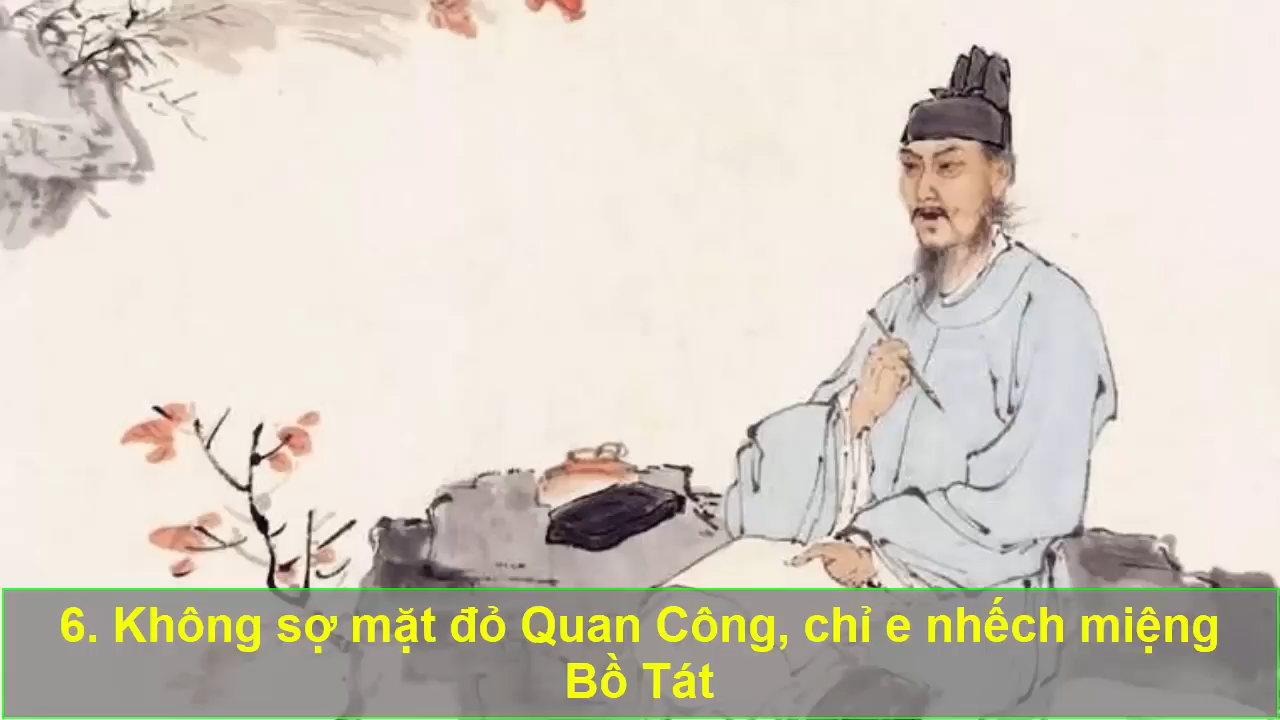 6. Không sợ mặt đỏ Quan Công, chỉ e nhếch miệng
Bồ Tát